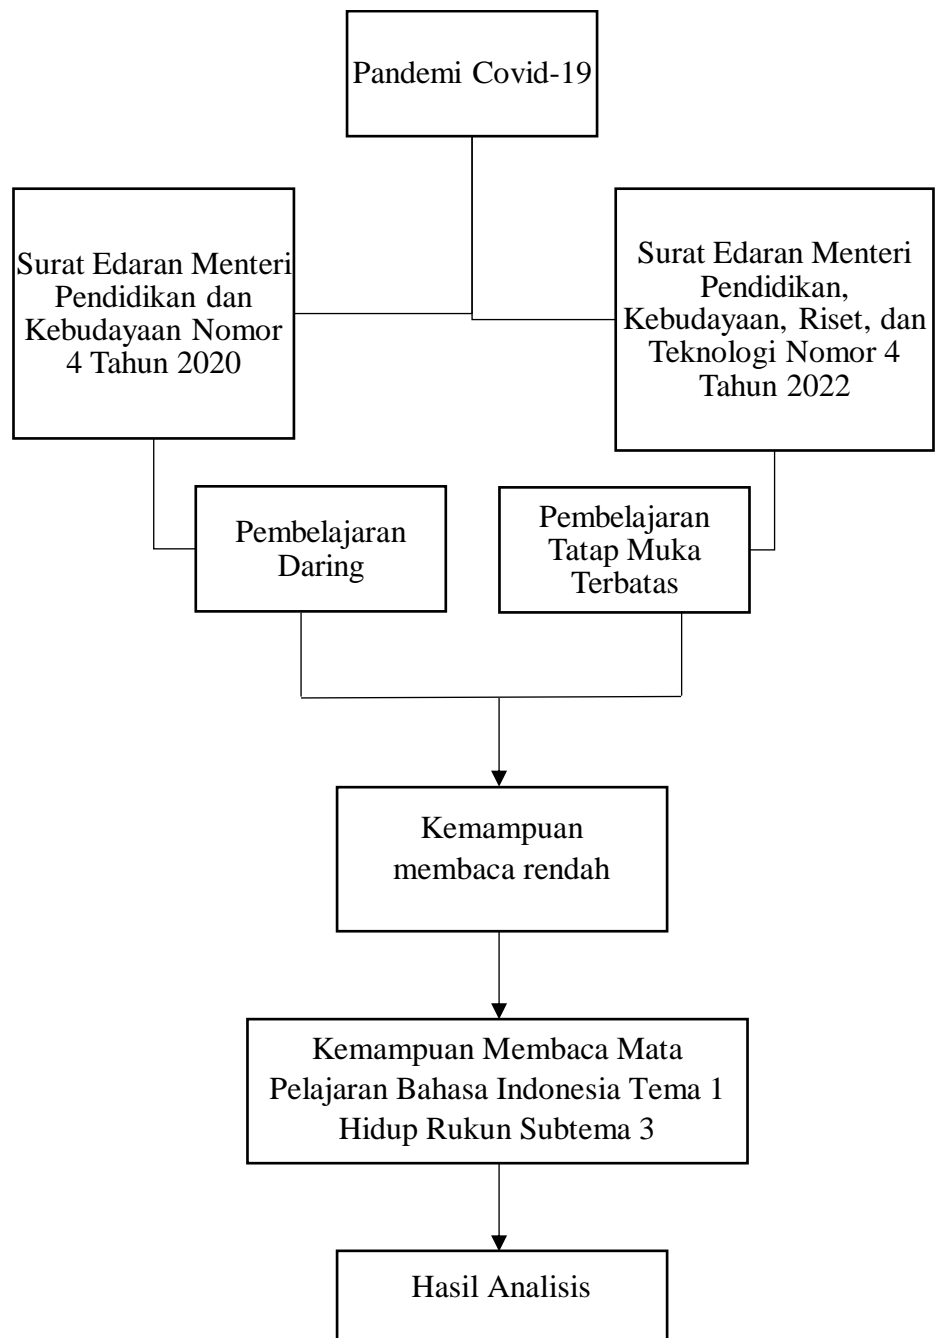 Pandemi Covid-19
Surat Edaran Menteri
Pendidikan dan
Kebudayaan Nomor
4 Tahun 2020
Surat Edaran Menteri
Pendidikan,
Kebudayaan, Riset, dan
Teknologi Nomor 4
Tahun 2022
Pembelajaran
Daring
Pembelajaran
Tatap Muka
Terbatas
Kemampuan
membaca rendah
Kemampuan Membaca Mata
Pelajaran Bahasa Indonesia Tema 1
Hidup Rukun Subtema 3
Hasil Analisis